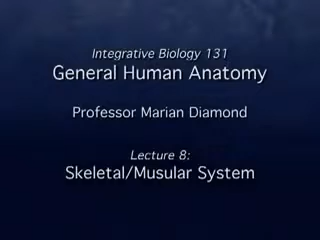 Integrative Biology 131
General Human Anatomy
Professor Marian Diamond
Lecture 8:
Skeletal/Musular System